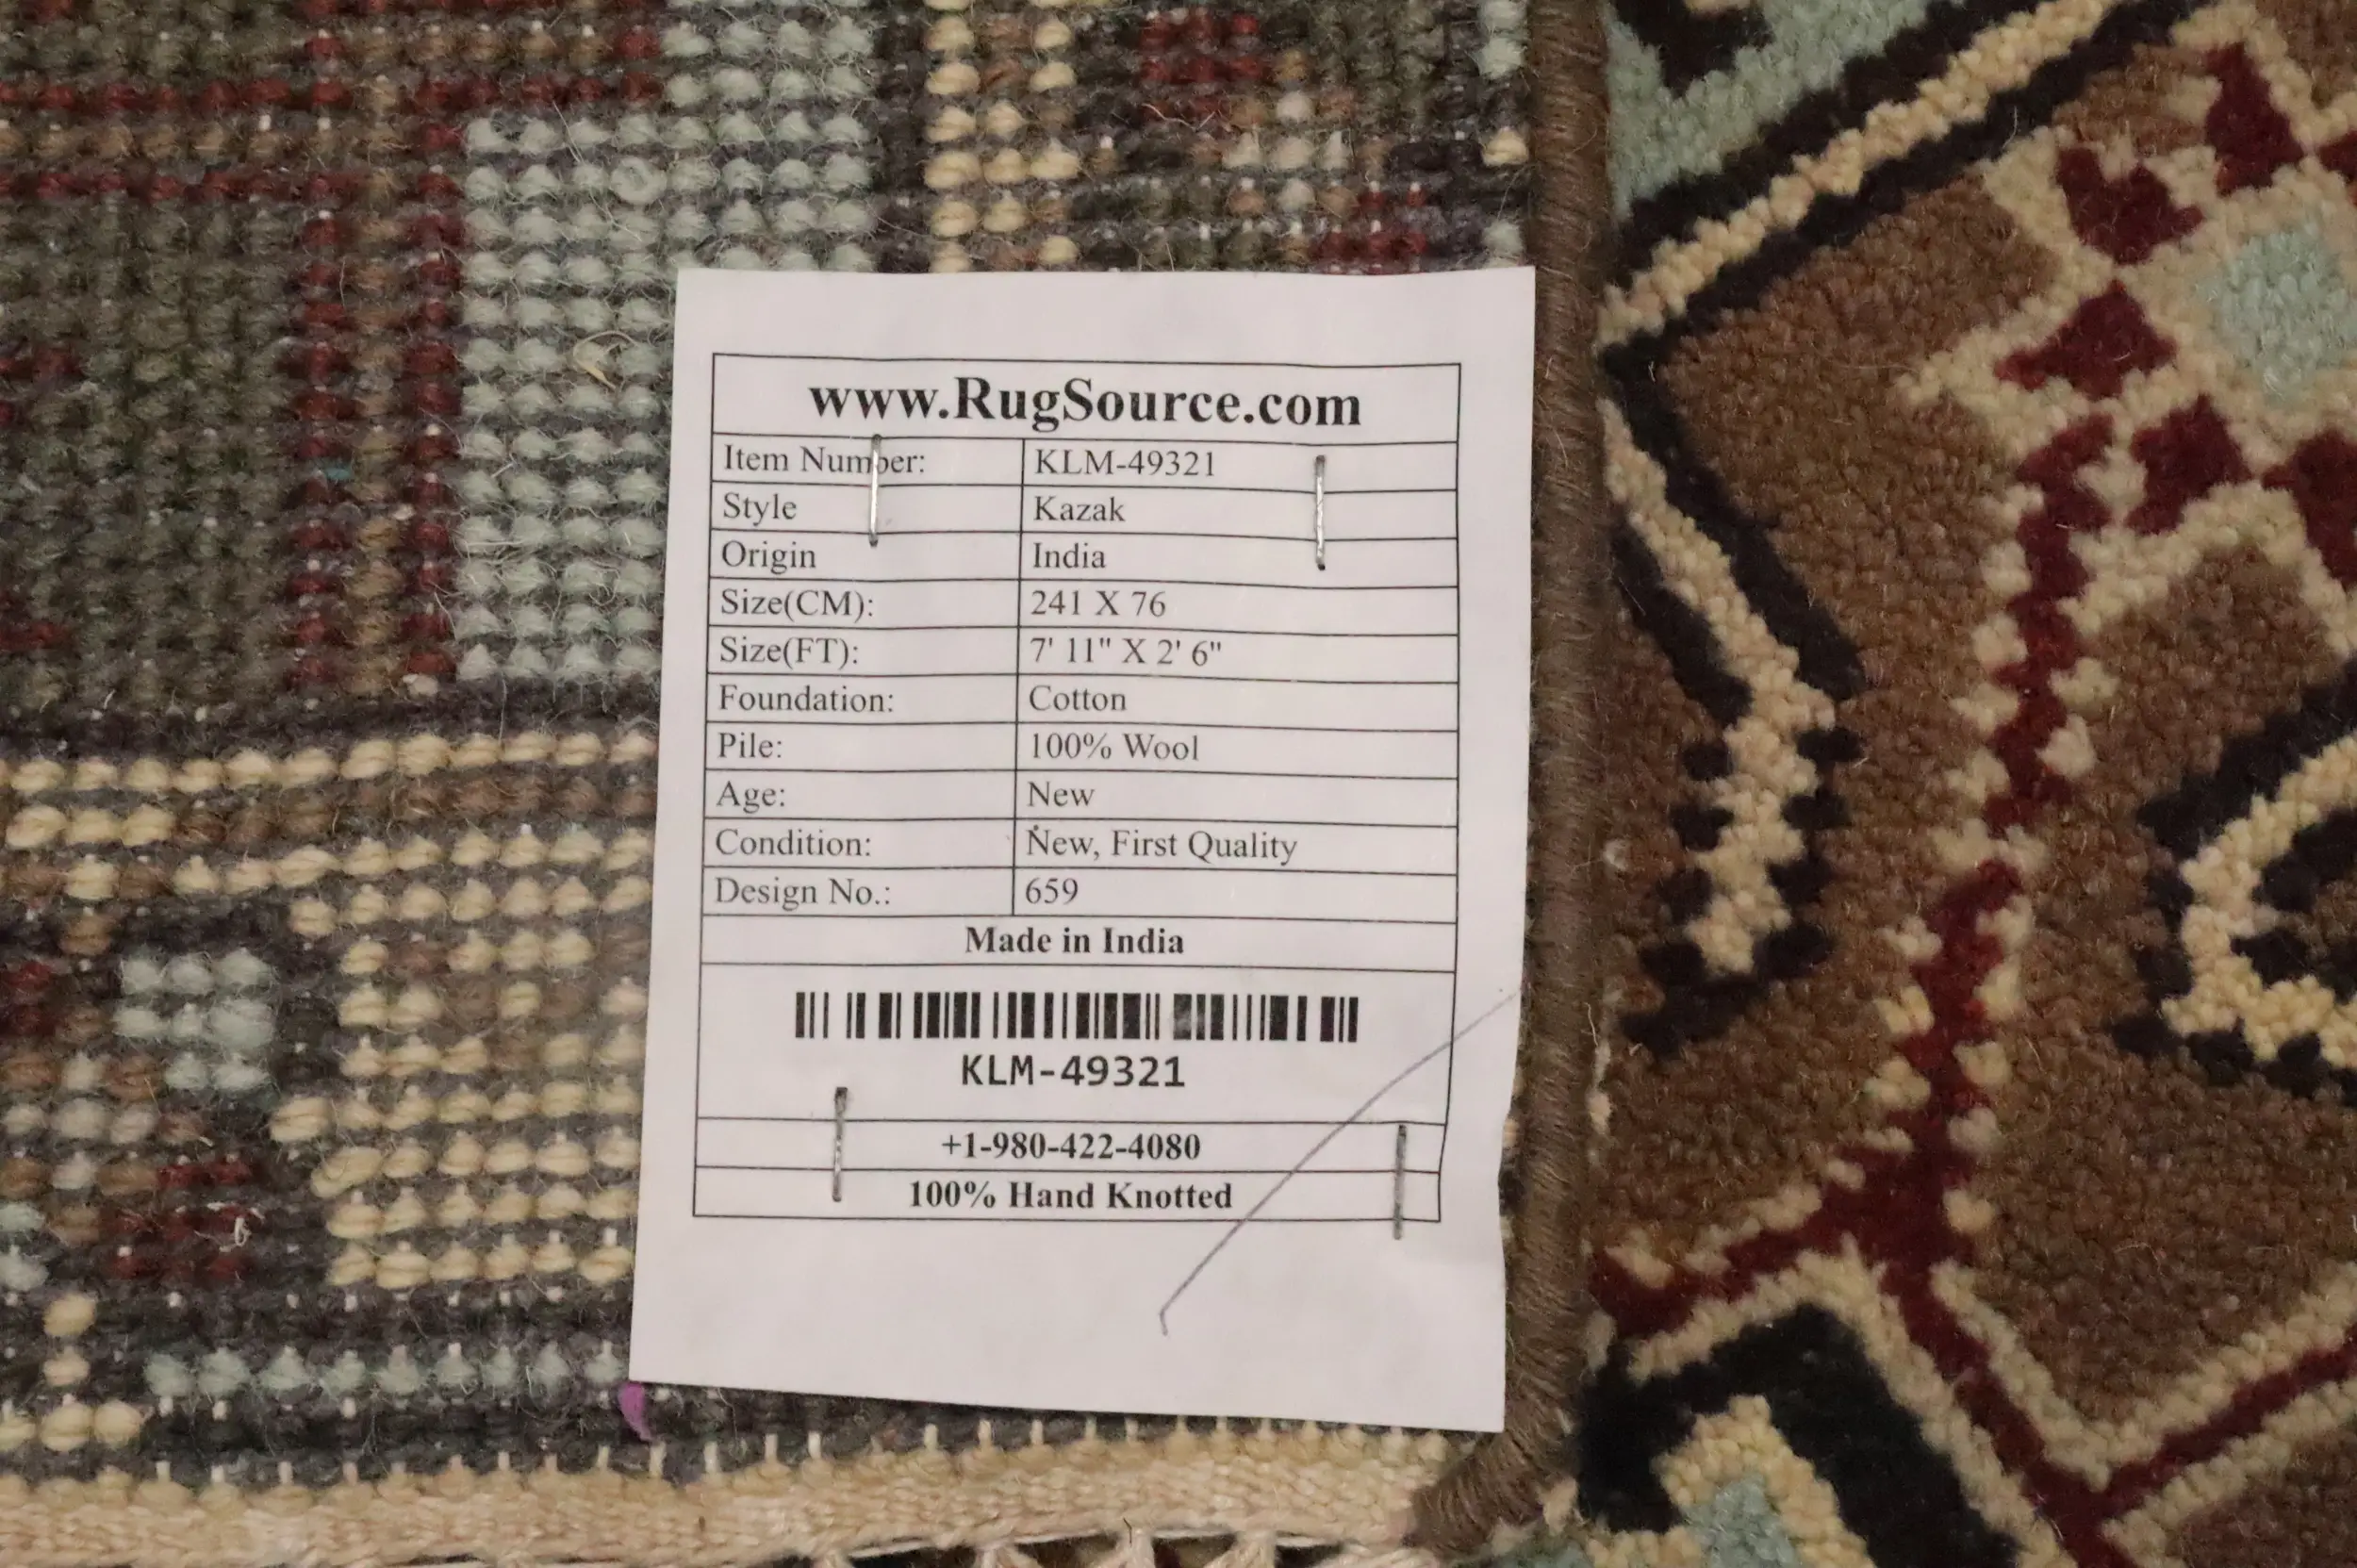 www.RugSource.com
Item Number: KLM-49321
Style Kazak
Origin India
Size(CM): 241 X 76
Size(FT): 7' 11" X 2' 6"
Foundation: Cotton
Pile: 100% Wool
Age: New
Condition: New, First Quality
Design No.: 659
Made in India
KLM-49321
+1-980-422-4080
100% Hand Knotted